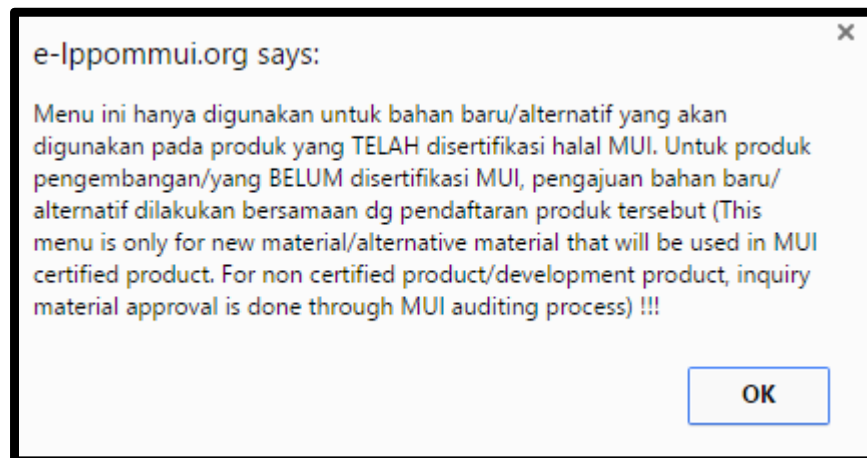 e-lppommui.org says:
Menu ini hanya digunakan untuk bahan baru/alternatif yang akan
digunakan pada produk yang TELAH disertifikasi halal MUI. Untuk produk
pengembangan/yang BELUM disertifikasi MUI, pengajuan bahan baru/
alternatif dilakukan bersamaan dg pendaftaran produk tersebut (This
menu is only for new material/alternative material that will be used in MUI
certified product. For non certified product/development product, inquiry
material approval is done through MUI auditing process) !!!
OK